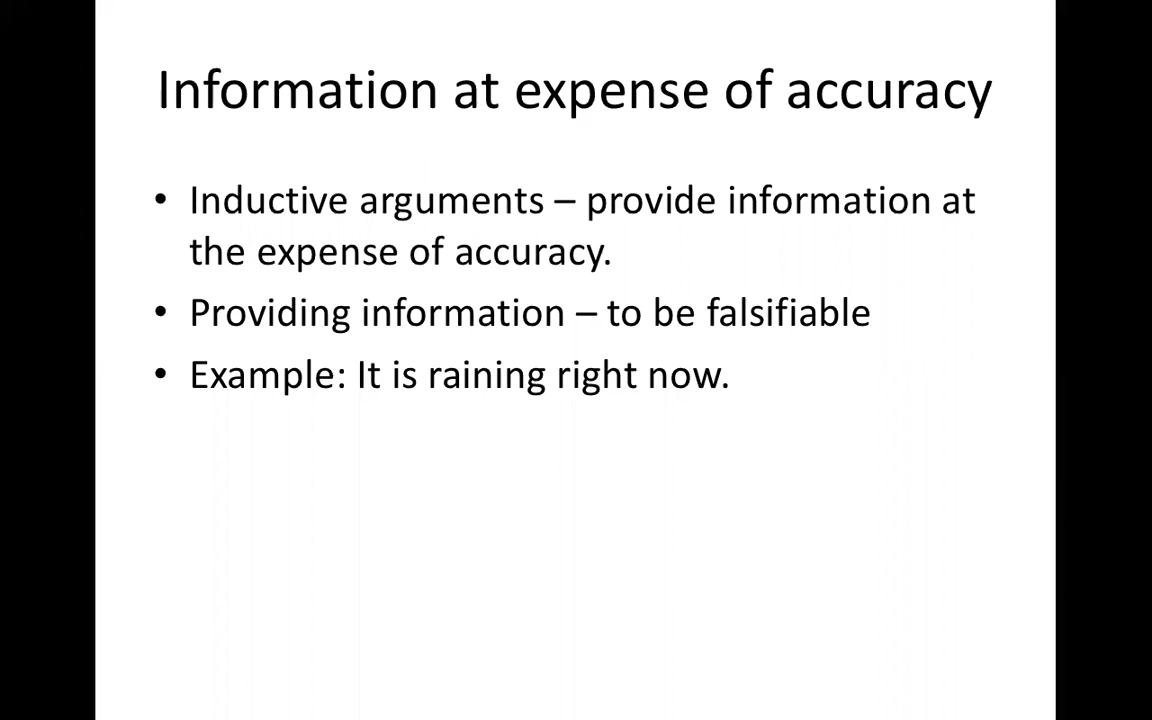 Information at expense of accuracy
• Inductive arguments – provide information at
the expense of accuracy.
• Providing information – to be falsifiable
• Example: It is raining right now.